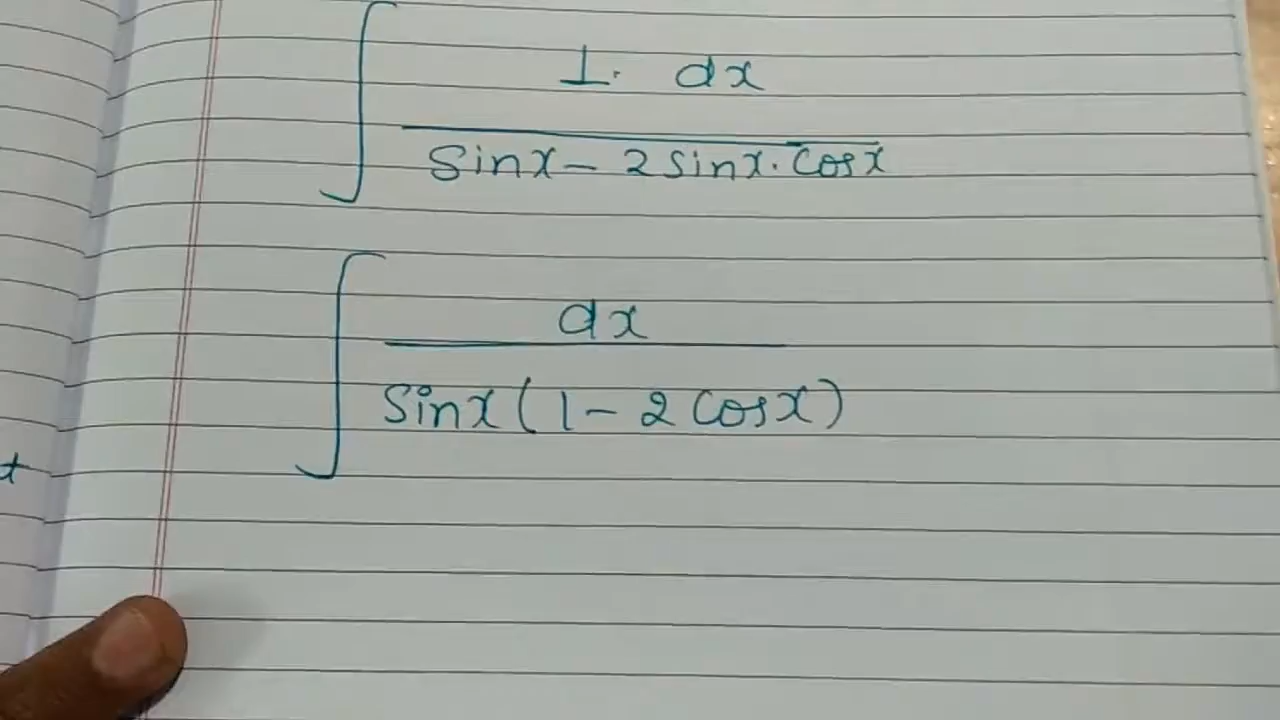 ∫ 1. dx
sinx - 2 sinx. cosx
∫ dx
sinx (1 - 2 cosx)
t